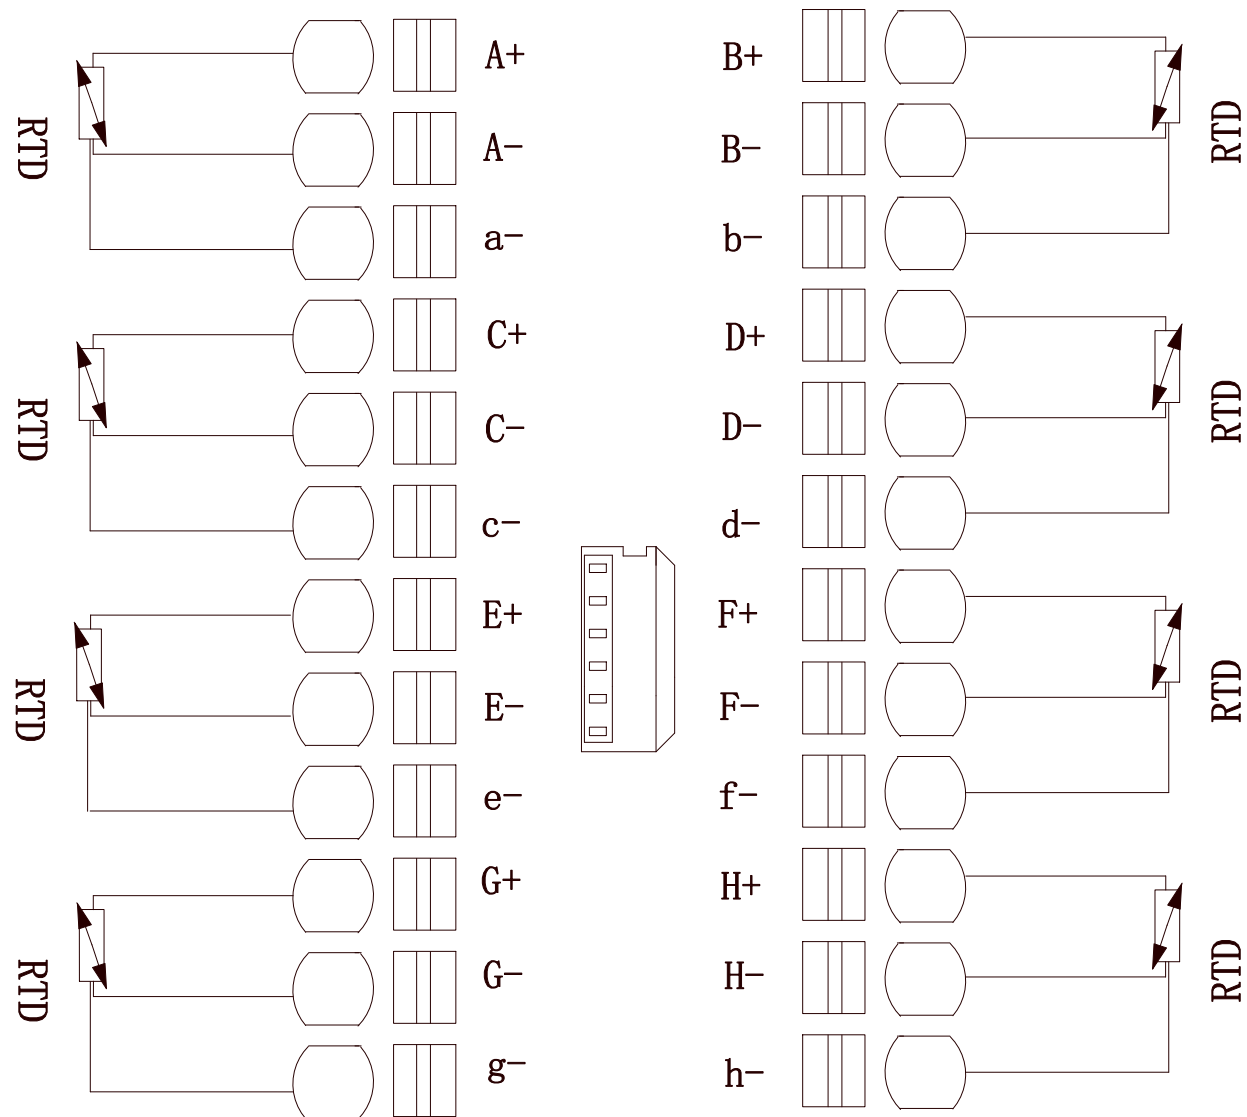 A+
A-
a-
RTD
C+
C-
c-
RTD
E+
E-
e-
RTD
G+
G-
g-
RTD
B+
B-
b-
RTD
D+
D-
d-
RTD
F+
F-
f-
RTD
H+
H-
h-
RTD